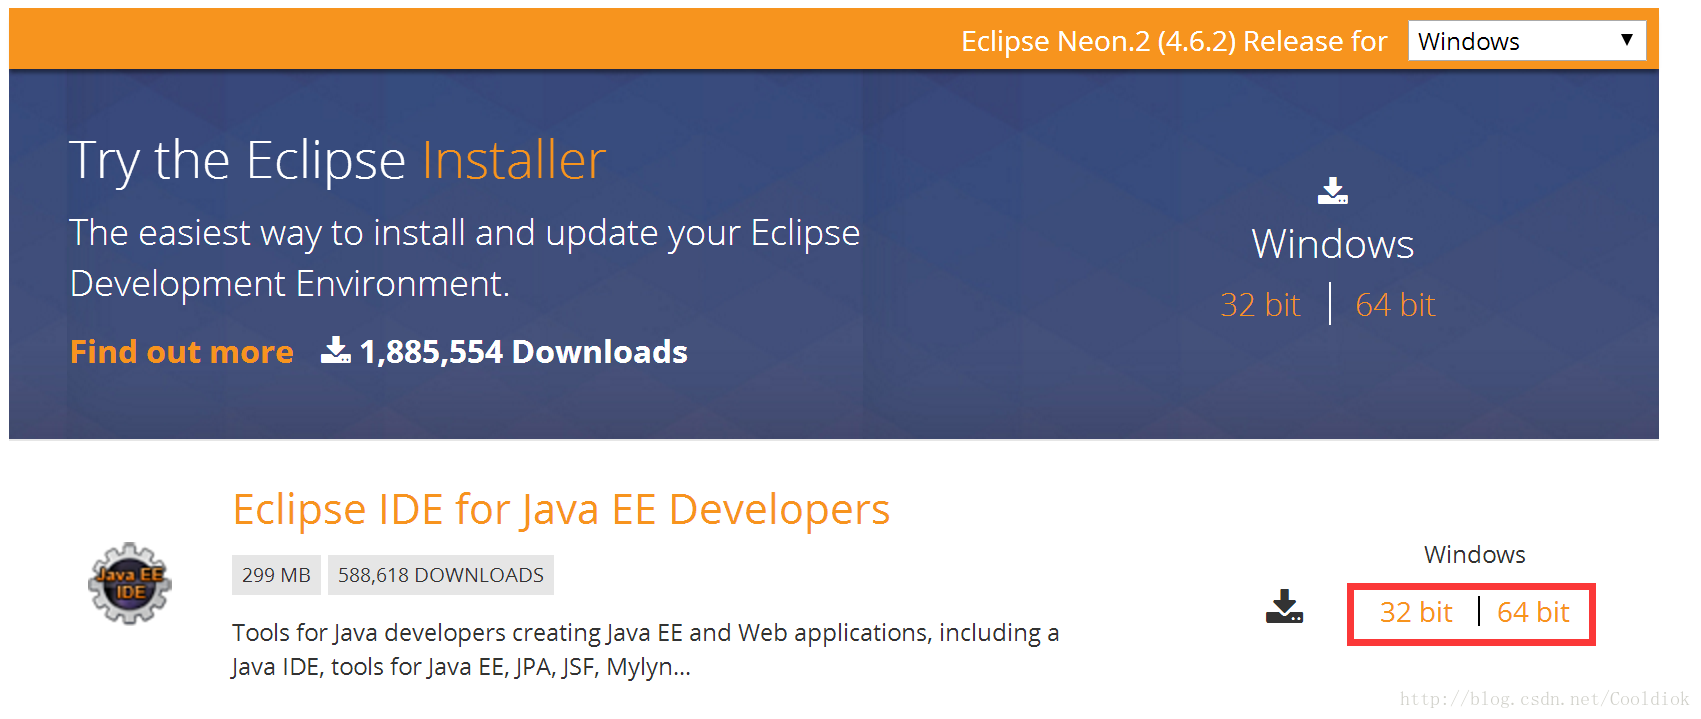 Eclipse Neon.2 (4.6.2) Release for Windows
Try the Eclipse Installer
The easiest way to install and update your Eclipse
Development Environment.
Find out more 1,885,554 Downloads
Windows
32 bit 64 bit
Eclipse IDE for Java EE Developers
299 MB 588,618 DOWNLOADS
Tools for Java developers creating Java EE and Web applications, including a
Java IDE, tools for Java EE, JPA, JSF, Mylyn...
Java EE
IDE
Windows
32 bit 64 bit
http://blog.csdn.net/Cooldiok